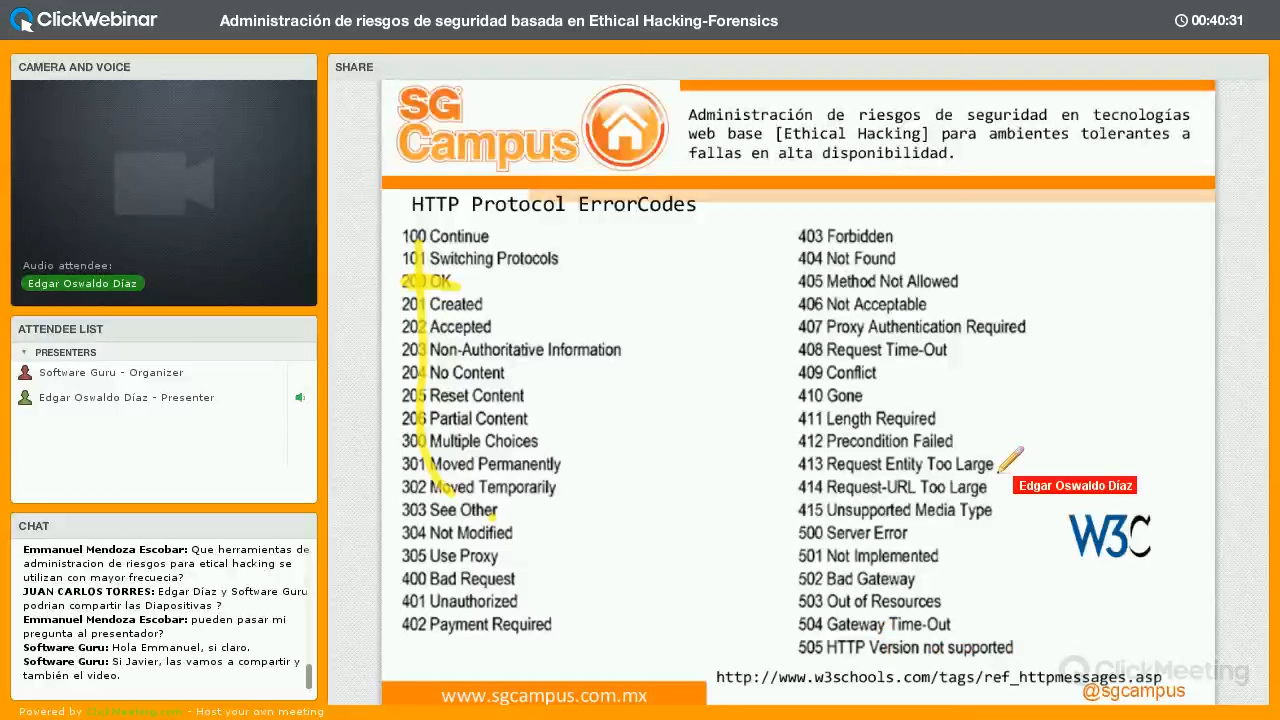 ClickWebinar
Administración de riesgos de seguridad basada en Ethical Hacking-Forensics
00:40:31
CAMERA AND VOICE
Audio attendee:
Edgar Oswaldo Díaz
ATTENDEE LIST
PRESENTERS
Software Guru - Organizer
Edgar Oswaldo Díaz - Presenter
CHAT
Emmanuel Mendoza Escobar: Que herramientas de
administracion de riesgos para etical hacking se
utilizan con mayor frecuecia?
JUAN CARLOS TORRES: Edgar Díaz y Software Guru
podrian compartir las Diapositivas ?
Emmanuel Mendoza Escobar: pueden pasar mi
pregunta al presentador?
Software Guru: Hola Emmanuel, si claro.
Software Guru: Si Javier, las vamos a compartir y
también el video.
Powered by ClickMeeting.com - Host your own meeting
SHARE
SG
Campus
Administración de riesgos de seguridad en tecnologías
web base [Ethical Hacking] para ambientes tolerantes a
fallas en alta disponibilidad.
HTTP Protocol ErrorCodes
100 Continue
101 Switching Protocols
200 OK
201 Created
202 Accepted
203 Non-Authoritative Information
204 No Content
205 Reset Content
206 Partial Content
300 Multiple Choices
301 Moved Permanently
302 Moved Temporarily
303 See Other
304 Not Modified
305 Use Proxy
400 Bad Request
401 Unauthorized
402 Payment Required
403 Forbidden
404 Not Found
405 Method Not Allowed
406 Not Acceptable
407 Proxy Authentication Required
408 Request Time-Out
409 Conflict
410 Gone
411 Length Required
412 Precondition Failed
413 Request Entity Too Large
414 Request-URL Too Large
415 Unsupported Media Type
500 Server Error
501 Not Implemented
502 Bad Gateway
503 Out of Resources
504 Gateway Time-Out
505 HTTP Version not supported
Edgar Oswaldo Díaz
W3C
http://www.w3schools.com/tags/ref_httpmessages.asp
ClickMeeting
www.sgcampus.com.mx
@sgcampus